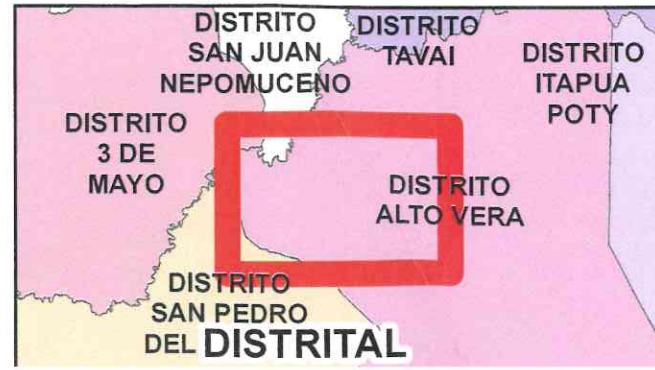 DISTRITO
SAN JUAN
NEPOMUCENO
DISTRITO
TAVAI
DISTRITO
ITAPUA
POTY
DISTRITO
3 DE
MAYO
DISTRITO
ALTO VERA
DISTRITO
SAN PEDRO
DEL
DISTRITAL